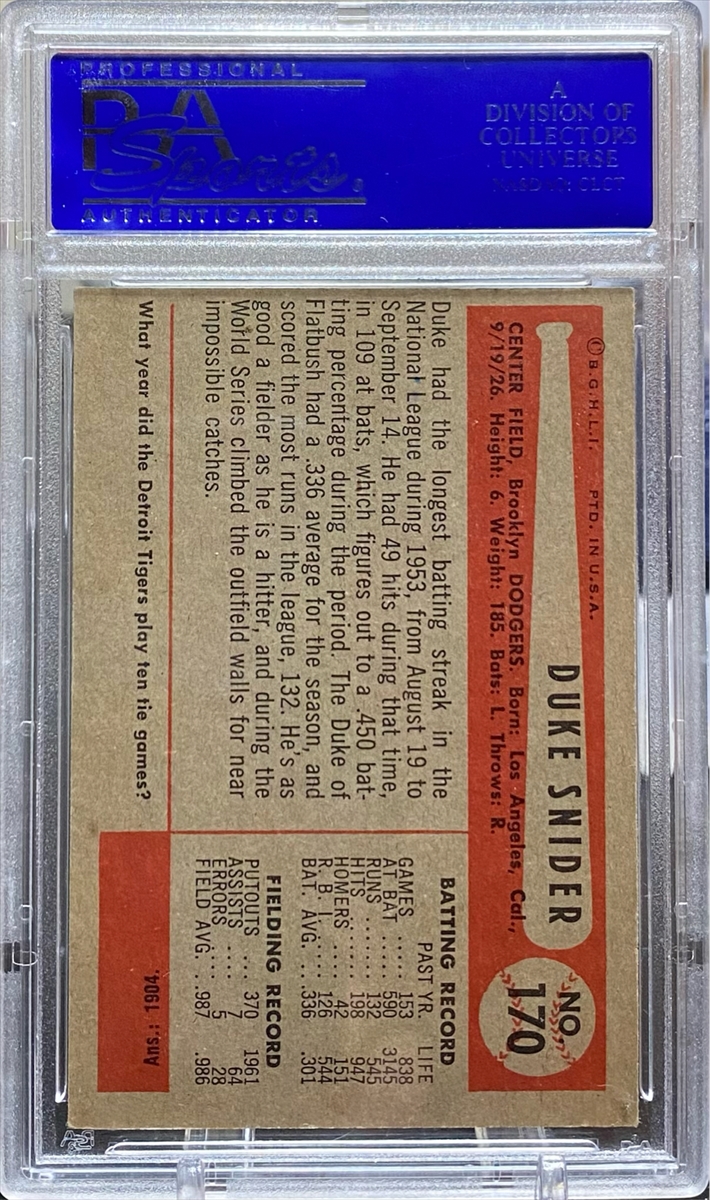 PROFESSIONAL
PSA
Sports
AUTHENTICATOR
A
DIVISION OF
COLLECTORS
UNIVERSE
NASDAQ: CLCT
© B.G.H.L.I. PTD. IN U.S.A.
DUKE SNIDER
NO.
170
CENTER FIELD, Brooklyn DODGERS. Born: Los Angeles, Cal.,
9/19/26. Height: 6. Weight: 185. Bats: L. Throws: R.
Duke had the longest batting streak in the
National League during 1953, from August 19 to
September 14. He had 49 hits during that time,
in 109 at bats, which figures out to a .450 bat-
ting percentage during the period. The Duke of
Flatbush had a .336 average for the season, and
scored the most runs in the league, 132. He's as
good a fielder as he is a hitter, and during the
World Series climbed the outfield walls for near
impossible catches.
BATTING RECORD
PAST YR. LIFE
GAMES ..... 153 838
AT BAT ..... 590 3145
RUNS ....... 132 545
HITS ....... 198 947
HOMERS .... 42 151
R. B. I. .... 126 544
BAT. AVG. .. .336 .301
FIELDING RECORD
PUTOUTS ... 370 1961
ASSISTS .... 7 64
ERRORS .... 5 28
FIELD AVG. .. .987 .986
What year did the Detroit Tigers play ten tie games?
Ans.: 1904.